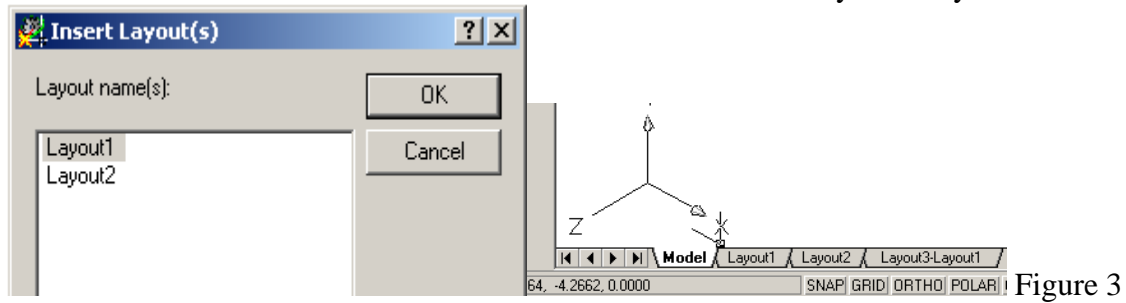 Insert Layout(s)
Layout name(s):
OK
Cancel
Layout1
Layout2
Z
X
Model Layout1 Layout2 Layout3-Layout1
64, -4.2662, 0.0000 SNAP GRID ORTHO POLAR
Figure 3